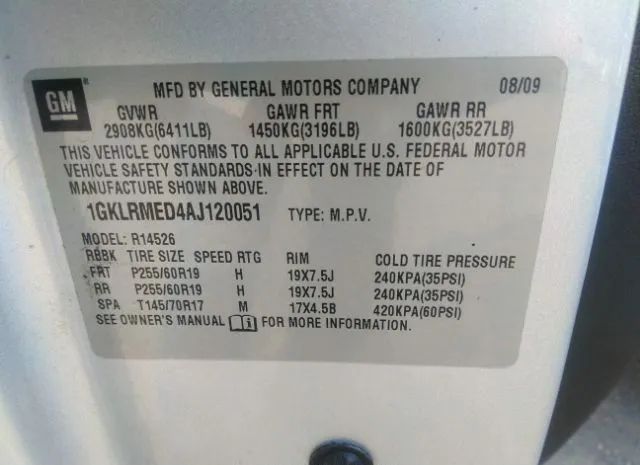 GM ®
MFD BY GENERAL MOTORS COMPANY 08/09
GVWR GAWR FRT GAWR RR
2908KG(6411LB) 1450KG(3196LB) 1600KG(3527LB)
THIS VEHICLE CONFORMS TO ALL APPLICABLE U.S. FEDERAL MOTOR
VEHICLE SAFETY STANDARDS IN EFFECT ON THE DATE OF
MANUFACTURE SHOWN ABOVE.
1GKLRMED4AJ120051 TYPE: M.P.V.
MODEL: R14526
RBBK TIRE SIZE SPEED RTG RIM COLD TIRE PRESSURE
FRT P255/60R19 H 19X7.5J 240KPA(35PSI)
RR P255/60R19 H 19X7.5J 240KPA(35PSI)
SPA T145/70R17 M 17X4.5B 420KPA(60PSI)
SEE OWNER'S MANUAL i FOR MORE INFORMATION.